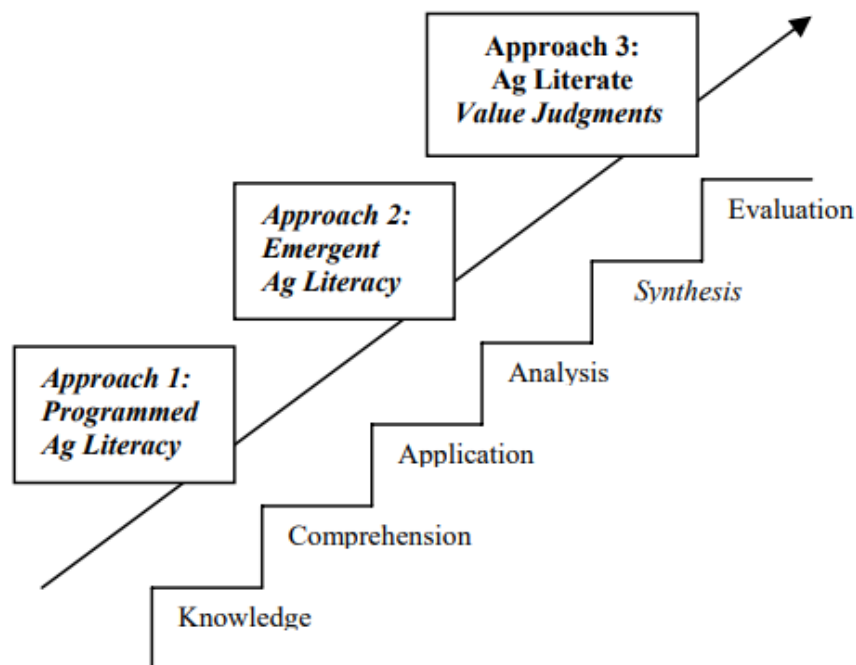 Approach 3:
Ag Literate
Value Judgments
Approach 2:
Emergent
Ag Literacy
Approach 1:
Programmed
Ag Literacy
Evaluation
Synthesis
Analysis
Application
Comprehension
Knowledge